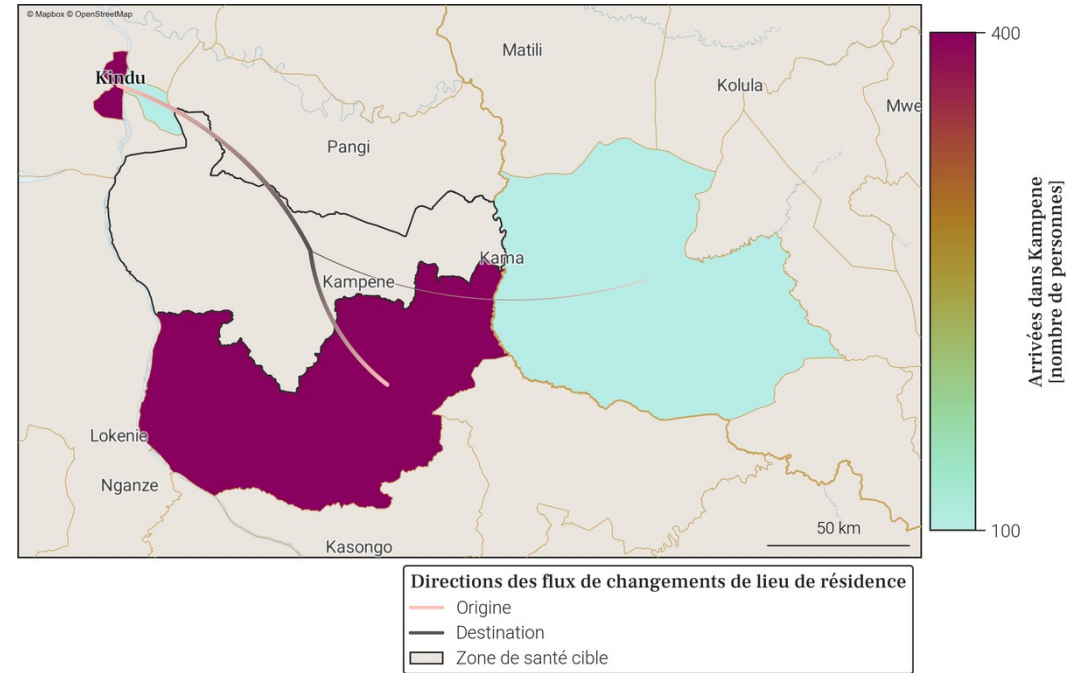 © Mapbox © OpenStreetMap
Matili
400
Kindu
Kolula
Mwe
Pangi
Kama
Kampene
Arrivées dans Kampene
[nombre de personnes]
Lokenie
Nganze
Kasongo
50 km
100
Directions des flux de changements de lieu de résidence
Origine
Destination
Zone de santé cible